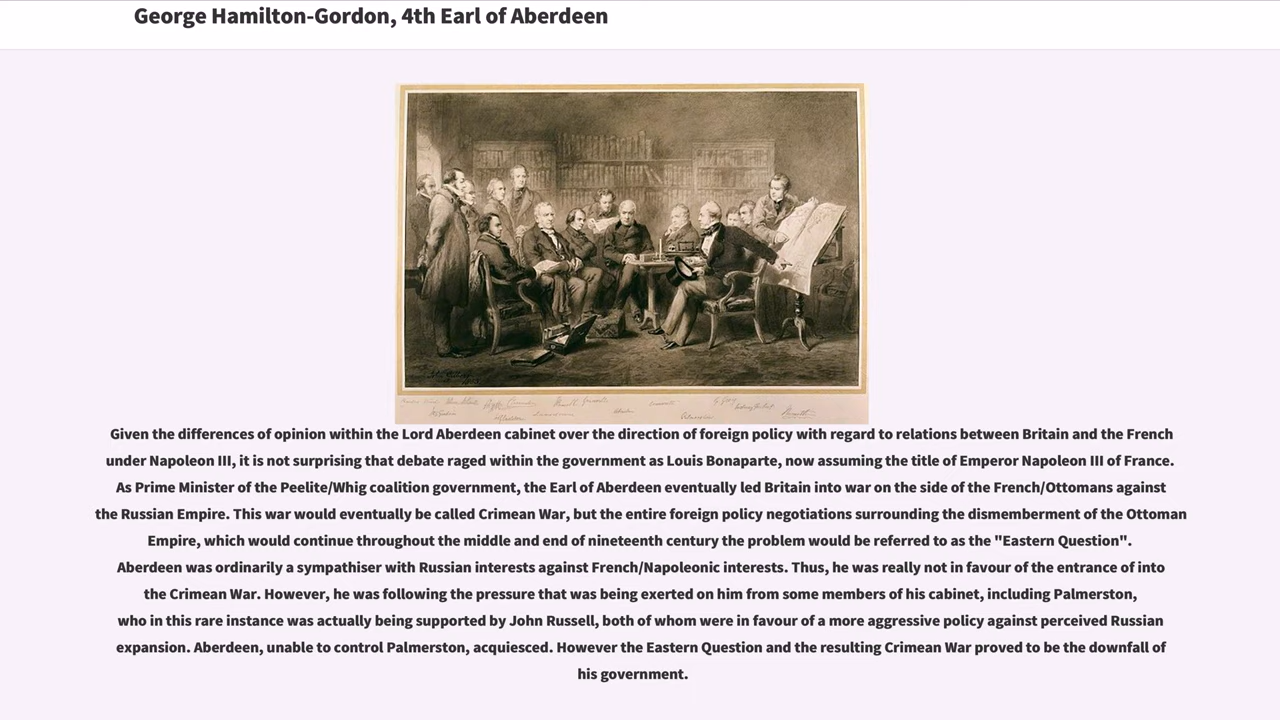 George Hamilton-Gordon, 4th Earl of Aberdeen
Given the differences of opinion within the Lord Aberdeen cabinet over the direction of foreign policy with regard to relations between Britain and the French
under Napoleon III, it is not surprising that debate raged within the government as Louis Bonaparte, now assuming the title of Emperor Napoleon III of France.
As Prime Minister of the Peelite/Whig coalition government, the Earl of Aberdeen eventually led Britain into war on the side of the French/Ottomans against
the Russian Empire. This war would eventually be called Crimean War, but the entire foreign policy negotiations surrounding the dismemberment of the Ottoman
Empire, which would continue throughout the middle and end of nineteenth century the problem would be referred to as the "Eastern Question".
Aberdeen was ordinarily a sympathiser with Russian interests against French/Napoleonic interests. Thus, he was really not in favour of the entrance of into
the Crimean War. However, he was following the pressure that was being exerted on him from some members of his cabinet, including Palmerston,
who in this rare instance was actually being supported by John Russell, both of whom were in favour of a more aggressive policy against perceived Russian
expansion. Aberdeen, unable to control Palmerston, acquiesced. However the Eastern Question and the resulting Crimean War proved to be the downfall of
his government.